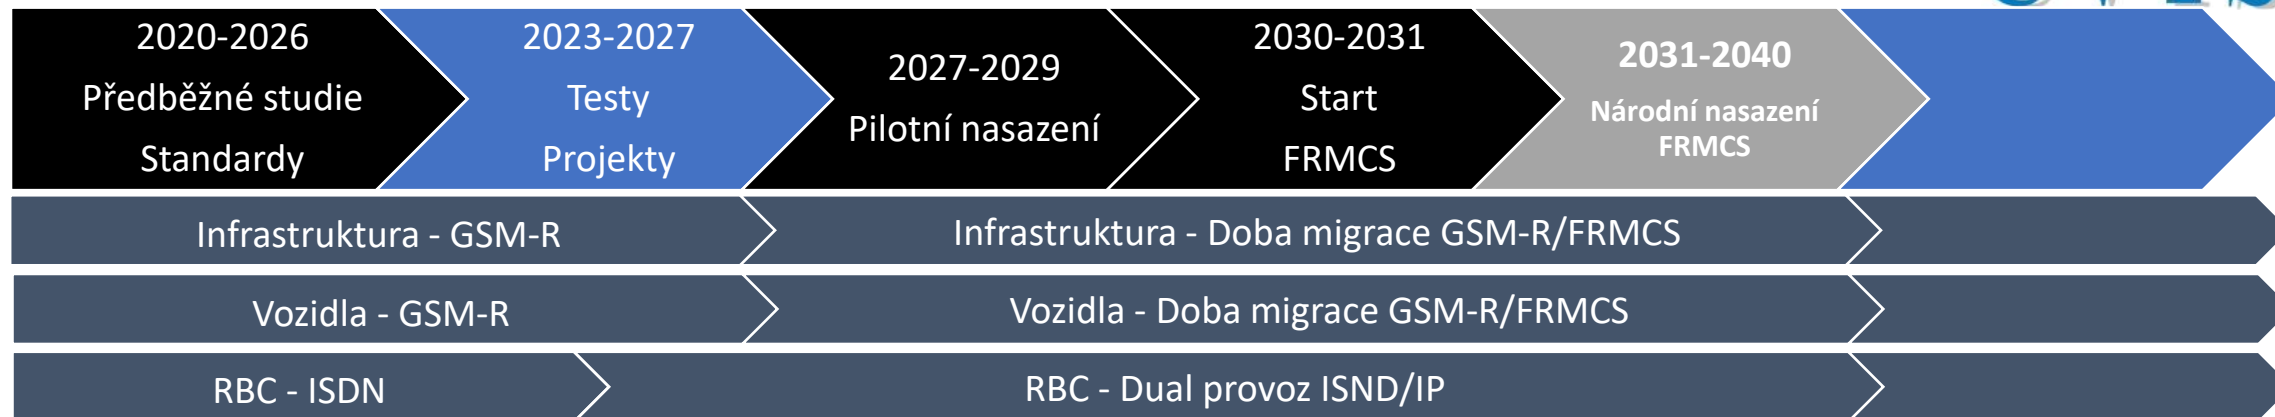 2020-2026
Předběžné studie
Standardy
2023-2027
Testy
Projekty
2027-2029
Pilotní nasazení
2030-2031
Start
FRMCS
2031-2040
Národní nasazení
FRMCS
Infrastruktura - GSM-R
Infrastruktura - Doba migrace GSM-R/FRMCS
Vozidla - GSM-R
Vozidla - Doba migrace GSM-R/FRMCS
RBC - ISDN
RBC - Dual provoz ISND/IP